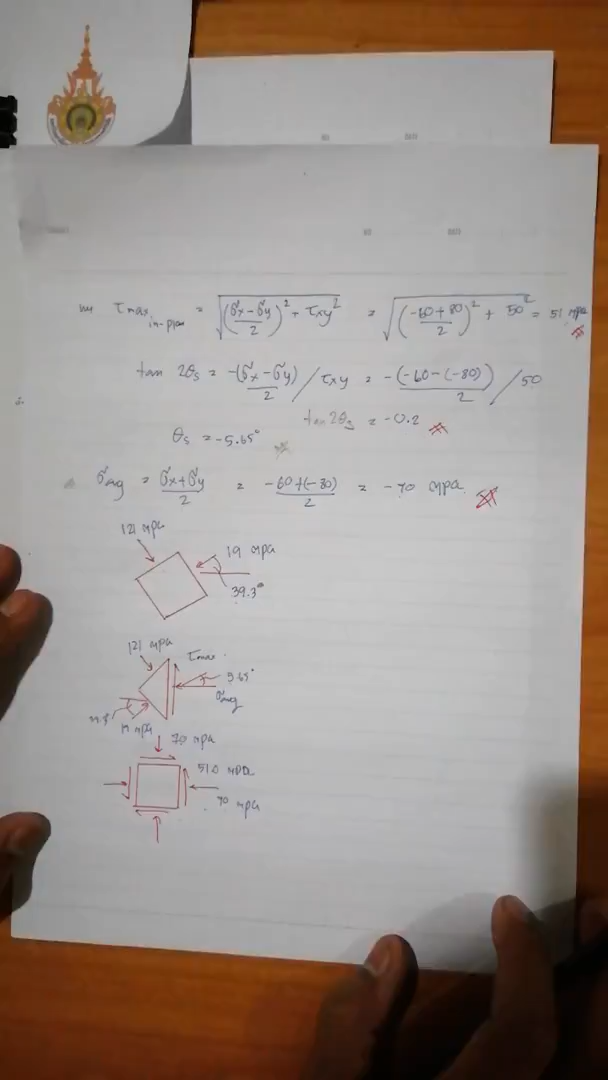 τmax in-plane = √((σx − σy)/2)² + τxy² = √((-60 + 80)/2)² + 50² = 51 mpa
tan 2θs = -(σx − σy)/2 / τxy = -(-60 - (-80))/2 / 50
tan 2θs = -0.2
θs = -5.65°
σavg = σx + σy/2 = -60 + (-80)/2 = -70 mpa
121 mpa
19 mpa
39.3°
121 mpa
τmax
5.65°
σavg
19 mpa
70 mpa
51.0 mpa
70 mpa